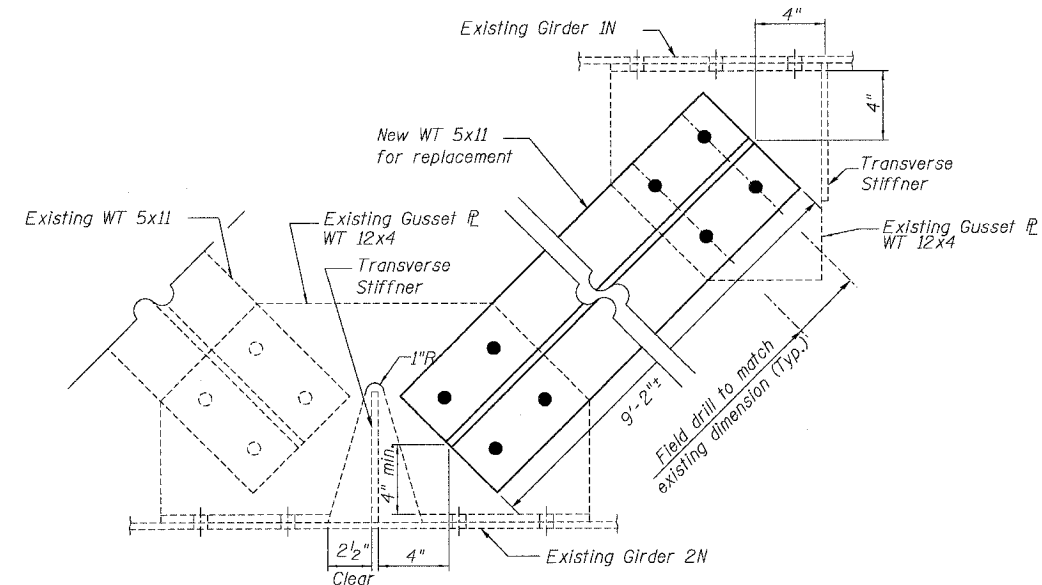 4"
Existing Girder 1N
4"
New WT 5x11
for replacement
Transverse
Stiffner
Existing WT 5x11
Existing Gusset ⅊
WT 12x4
Existing Gusset ⅊
WT 12x4
Transverse
Stiffner
1"R
9'-2"±
Field drill to match
existing dimension (Typ.)
4" min.
2½"
4"
Existing Girder 2N
Clear